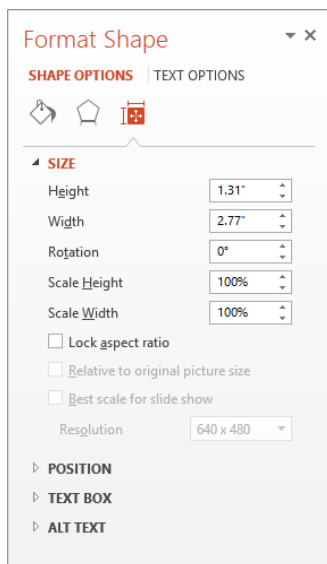 Format Shape
SHAPE OPTIONS TEXT OPTIONS
SIZE
Height 1.31"
Width 2.77"
Rotation 0°
Scale Height 100%
Scale Width 100%
Lock aspect ratio
Relative to original picture size
Best scale for slide show
Resolution 640 x 480
POSITION
TEXT BOX
ALT TEXT